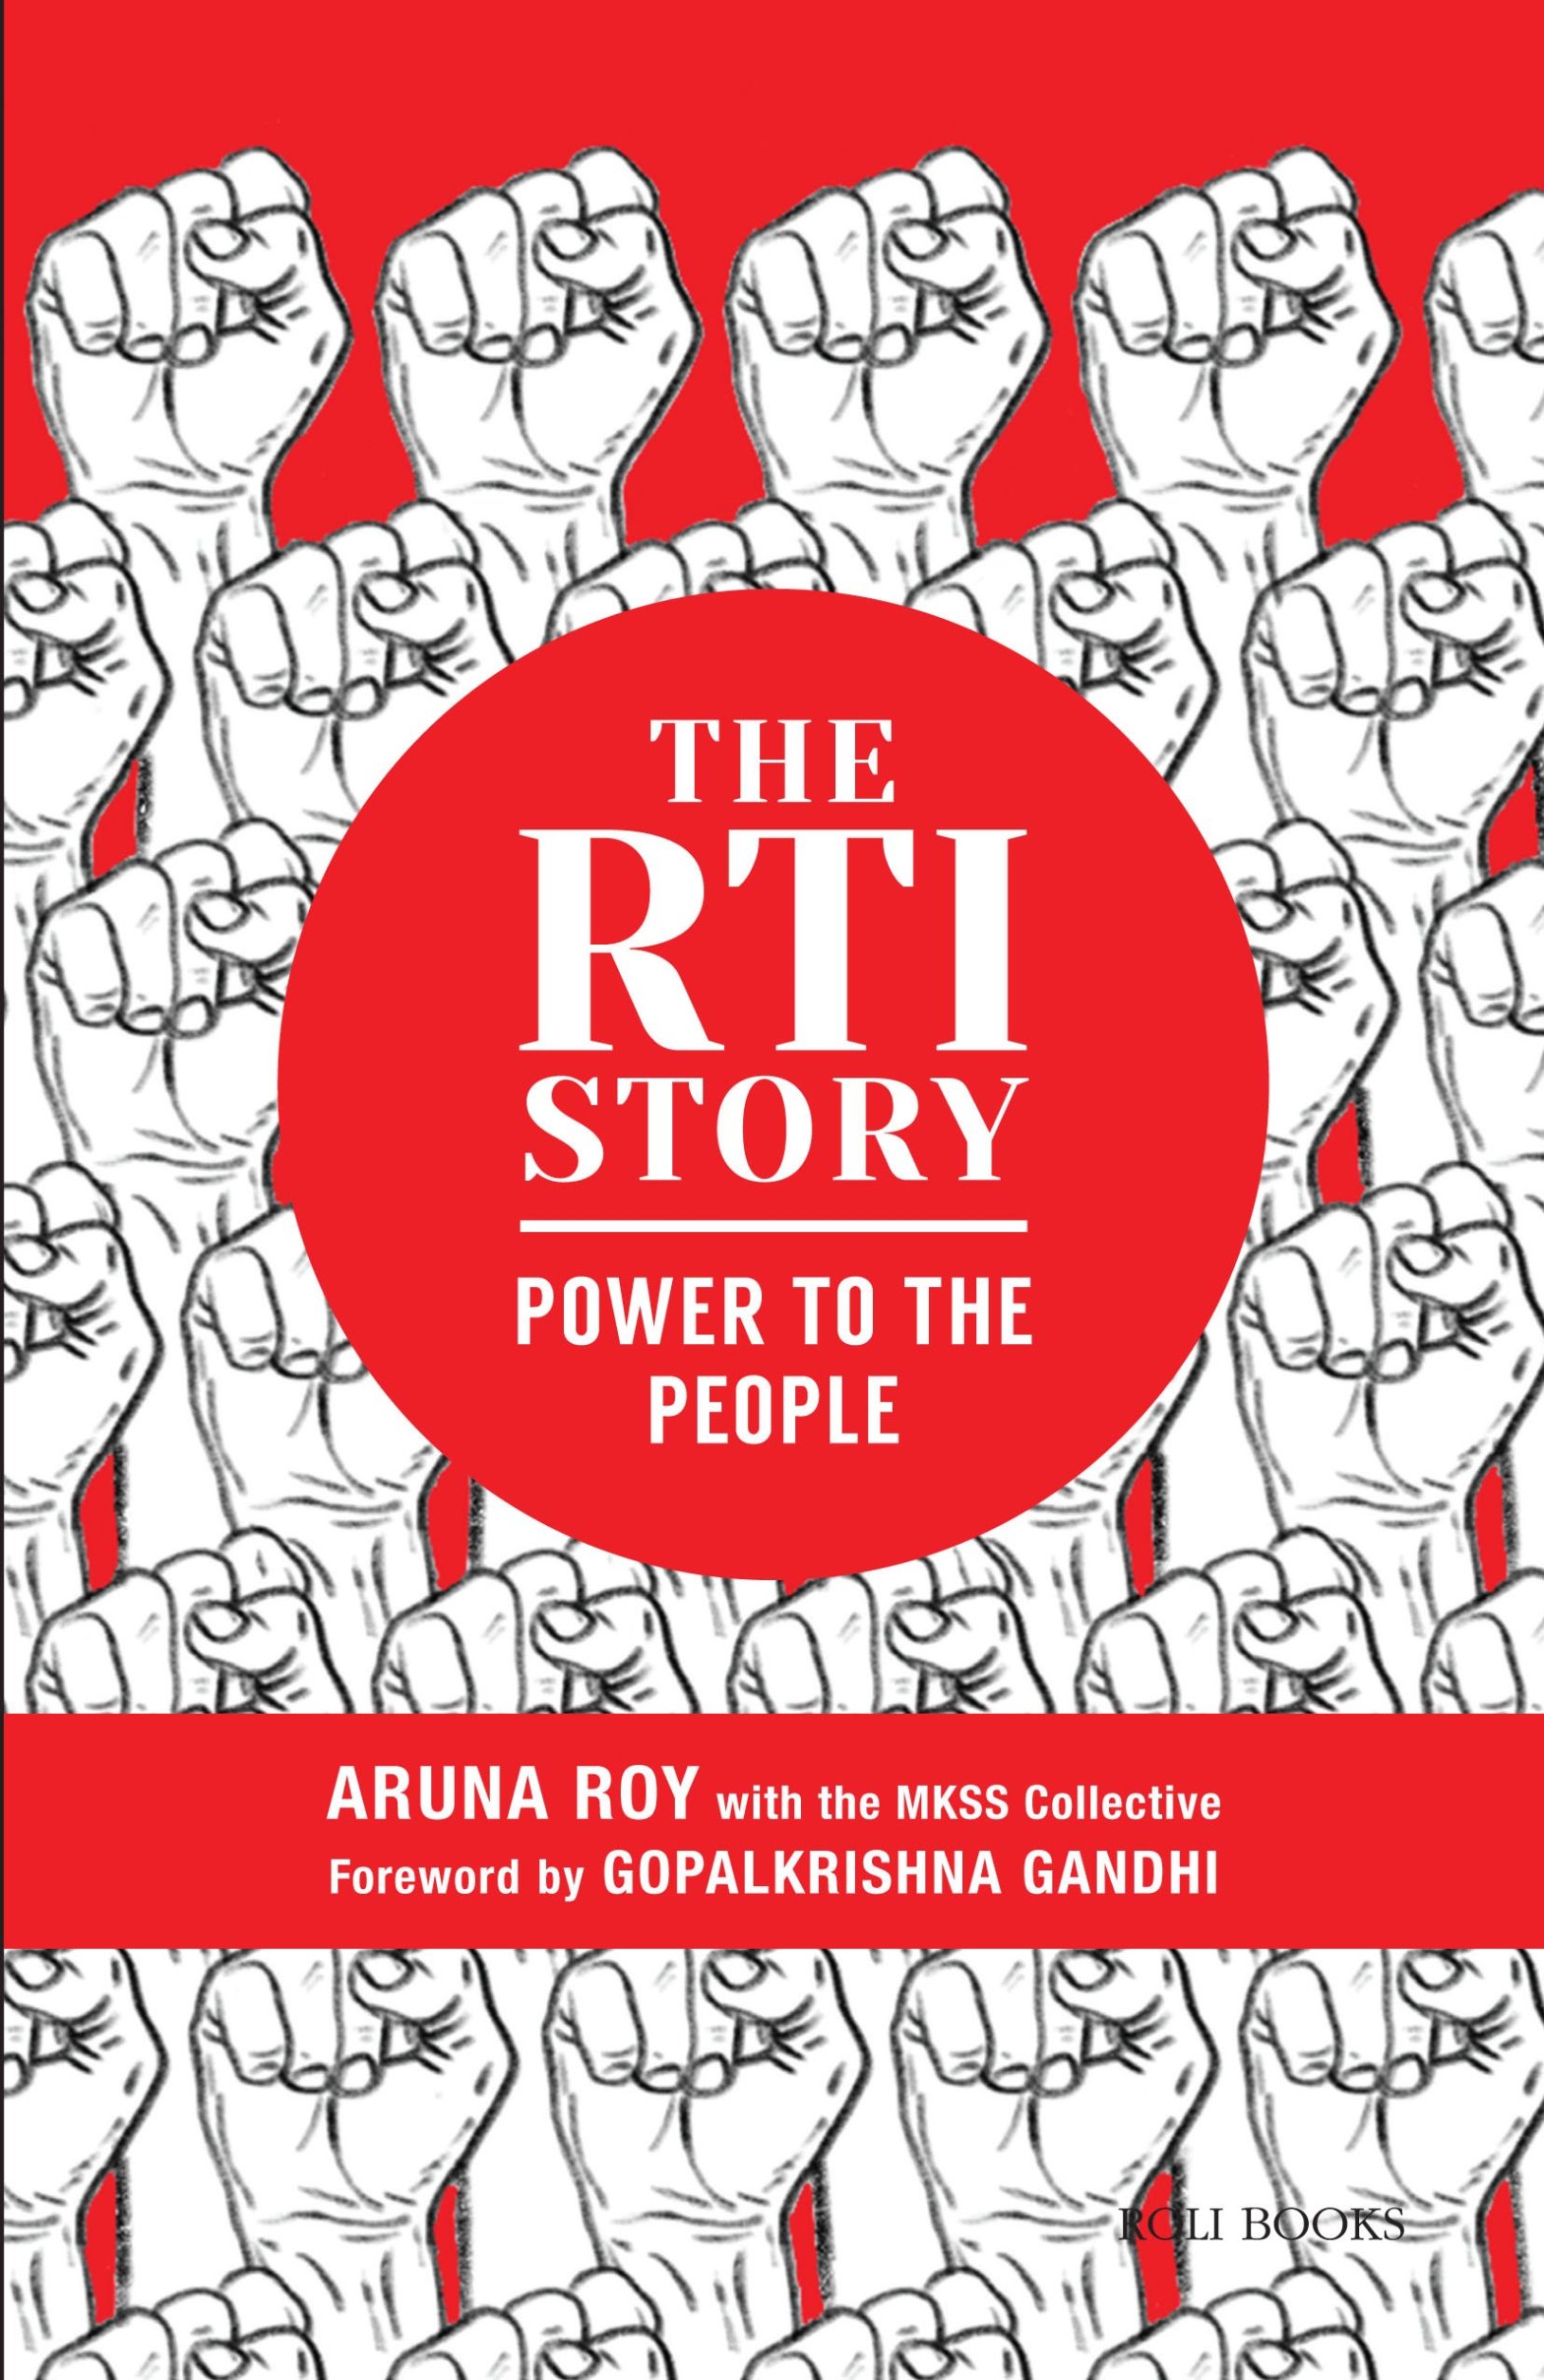 THE
RTI
STORY
POWER TO THE
PEOPLE
ARUNA ROY with the MKSS Collective
Foreword by GOPALKRISHNA GANDHI
ROLI BOOKS